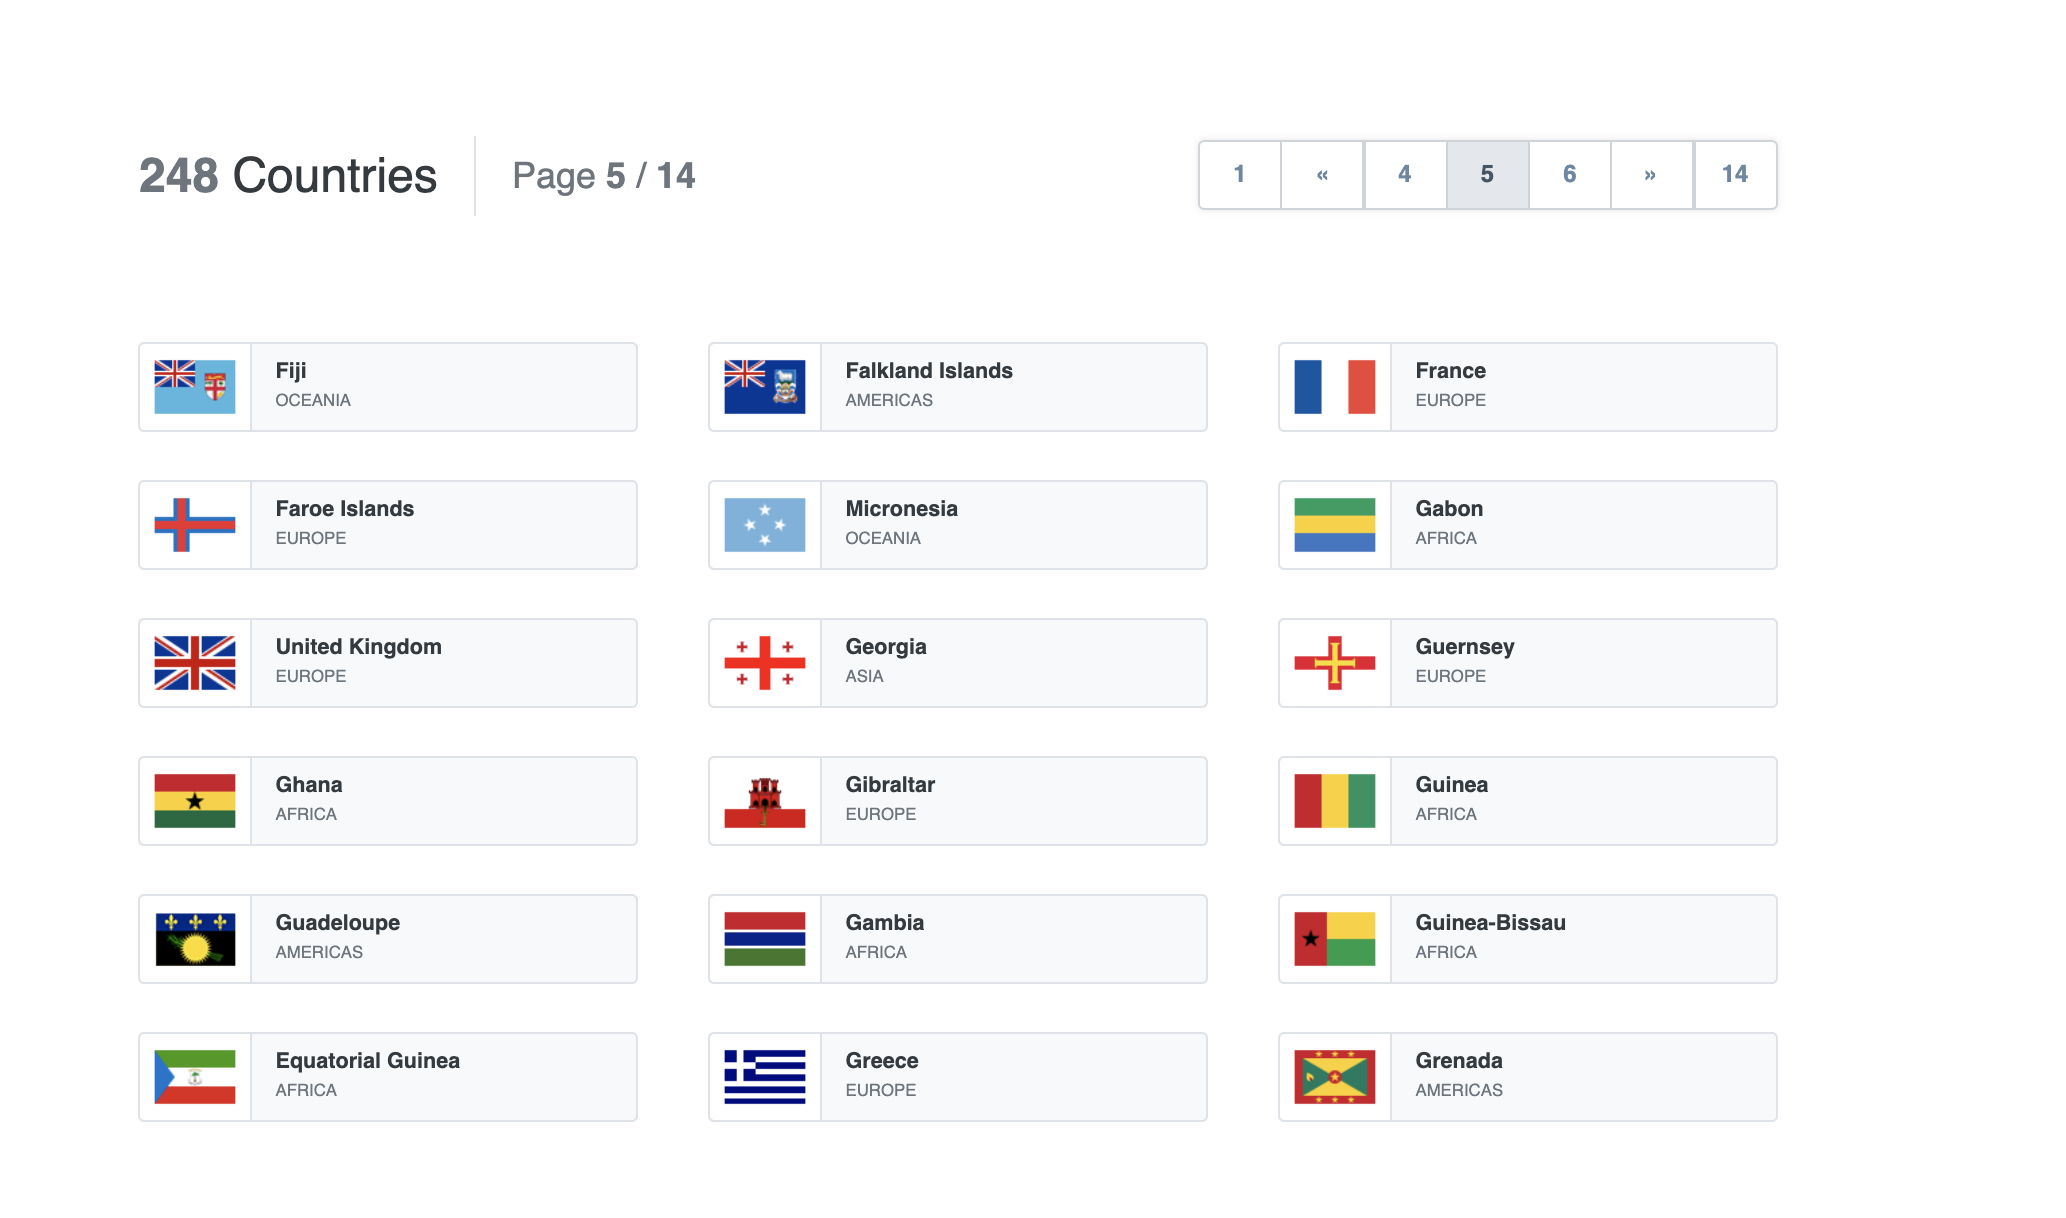 248 Countries
Page 5 / 14
1 « 4 5 6 » 14
Fiji
OCEANIA
Falkland Islands
AMERICAS
France
EUROPE
Faroe Islands
EUROPE
Micronesia
OCEANIA
Gabon
AFRICA
United Kingdom
EUROPE
Georgia
ASIA
Guernsey
EUROPE
Ghana
AFRICA
Gibraltar
EUROPE
Guinea
AFRICA
Guadeloupe
AMERICAS
Gambia
AFRICA
Guinea-Bissau
AFRICA
Equatorial Guinea
AFRICA
Greece
EUROPE
Grenada
AMERICAS